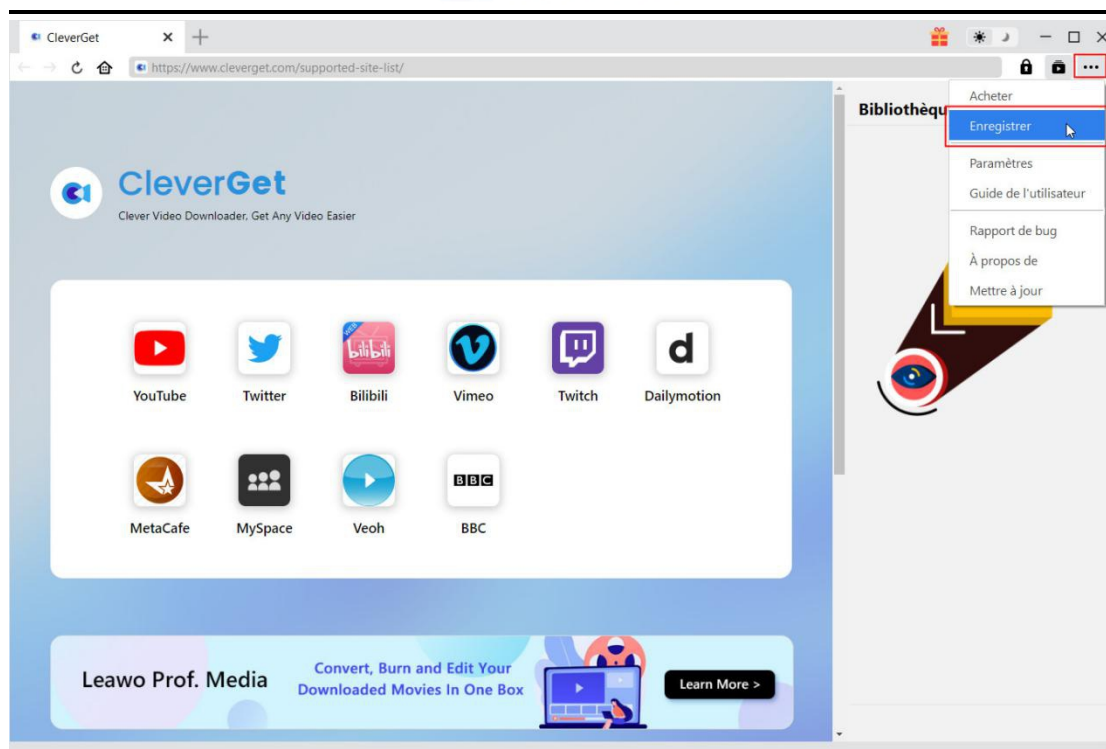 CleverGet
https://www.cleverget.com/supported-site-list/
Acheter
Bibliothèqu
Enregistrer
Paramètres
Guide de l'utilisateur
Rapport de bug
À propos de
Mettre à jour
CleverGet
Clever Video Downloader. Get Any Video Easier
WEB
bilibili
d
YouTube Twitter Bilibili Vimeo Twitch Dailymotion
BBC
MetaCafe MySpace Veoh BBC
Leawo Prof. Media
Convert, Burn and Edit Your
Downloaded Movies In One Box
Learn More >